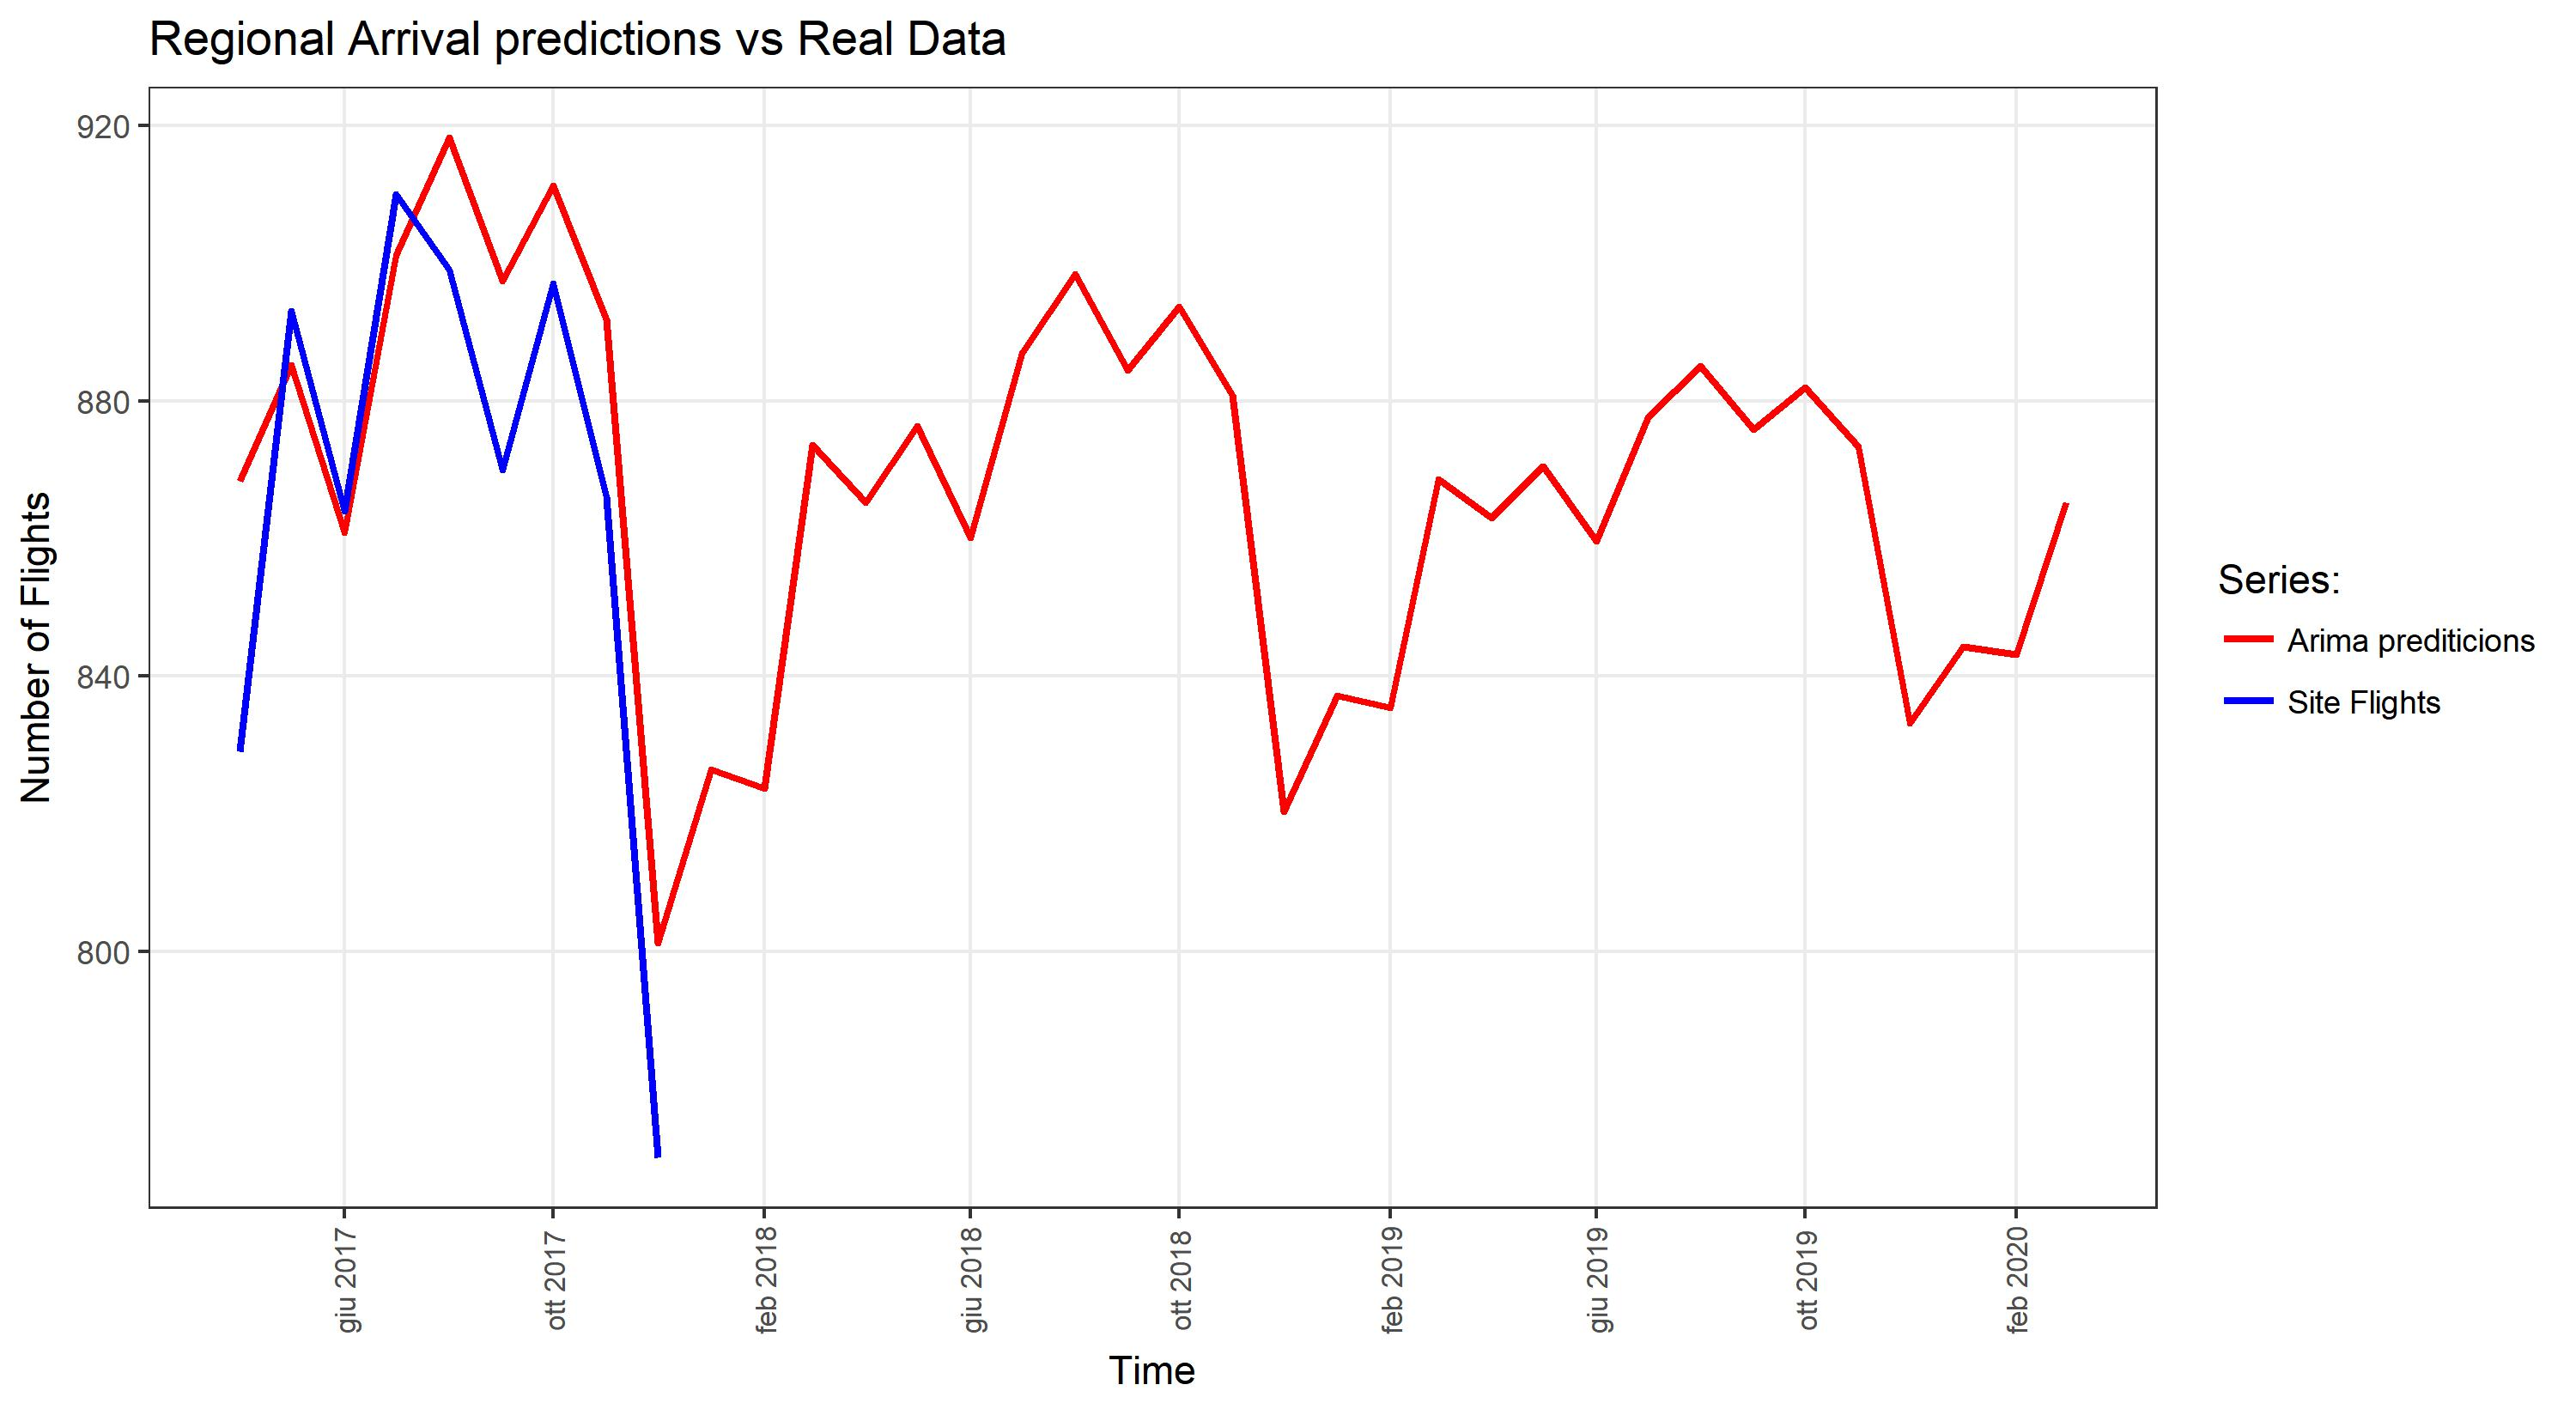 Regional Arrival predictions vs Real Data
920
880
840
800
Number of Flights
giu 2017
ott 2017
feb 2018
giu 2018
ott 2018
feb 2019
giu 2019
ott 2019
feb 2020
Time
Series:
Arima prediticions
Site Flights